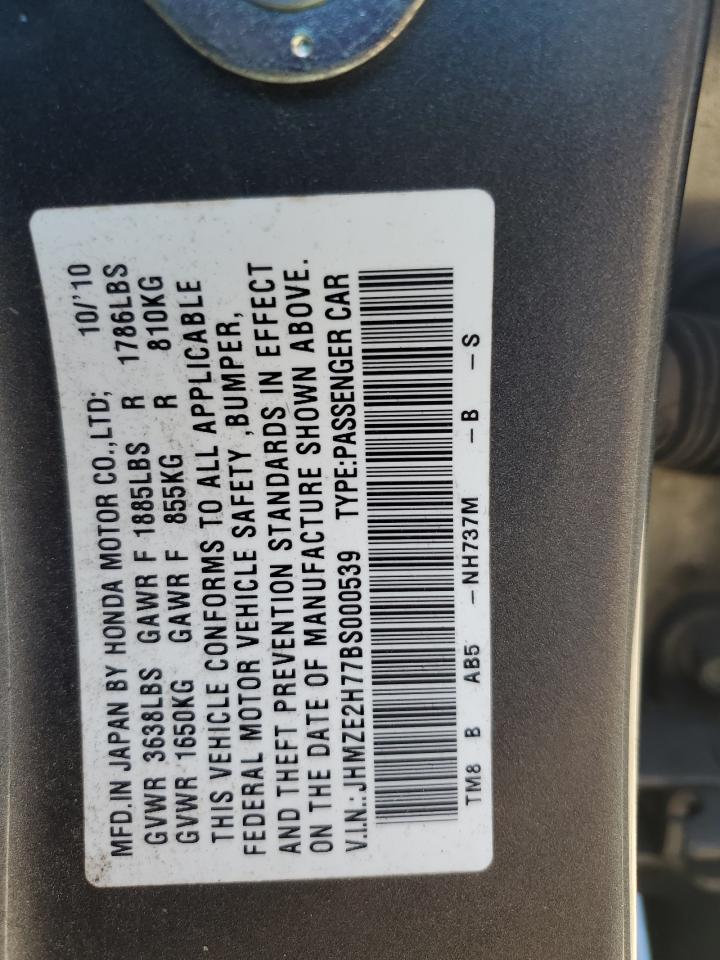 MFD.IN JAPAN BY HONDA MOTOR CO.,LTD; 10/'10
GVWR 3638LBS GAWR F 1885LBS R 1786LBS
GVWR 1650KG GAWR F 855KG R 810KG
THIS VEHICLE CONFORMS TO ALL APPLICABLE
FEDERAL MOTOR VEHICLE SAFETY ,BUMPER,
AND THEFT PREVENTION STANDARDS IN EFFECT
ON THE DATE OF MANUFACTURE SHOWN ABOVE.
V.I.N.: JHMZE2H77BS000539 TYPE:PASSENGER CAR
TM8 B AB5 -NH737M -B -S